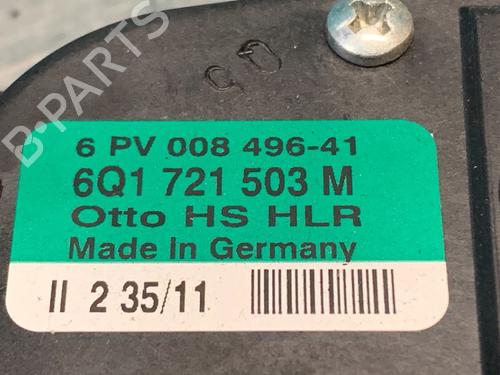 B-PARTS
6 PV 008 496-41
6Q1 721 503 M
Otto HS HLR
Made in Germany
II 2 35/11